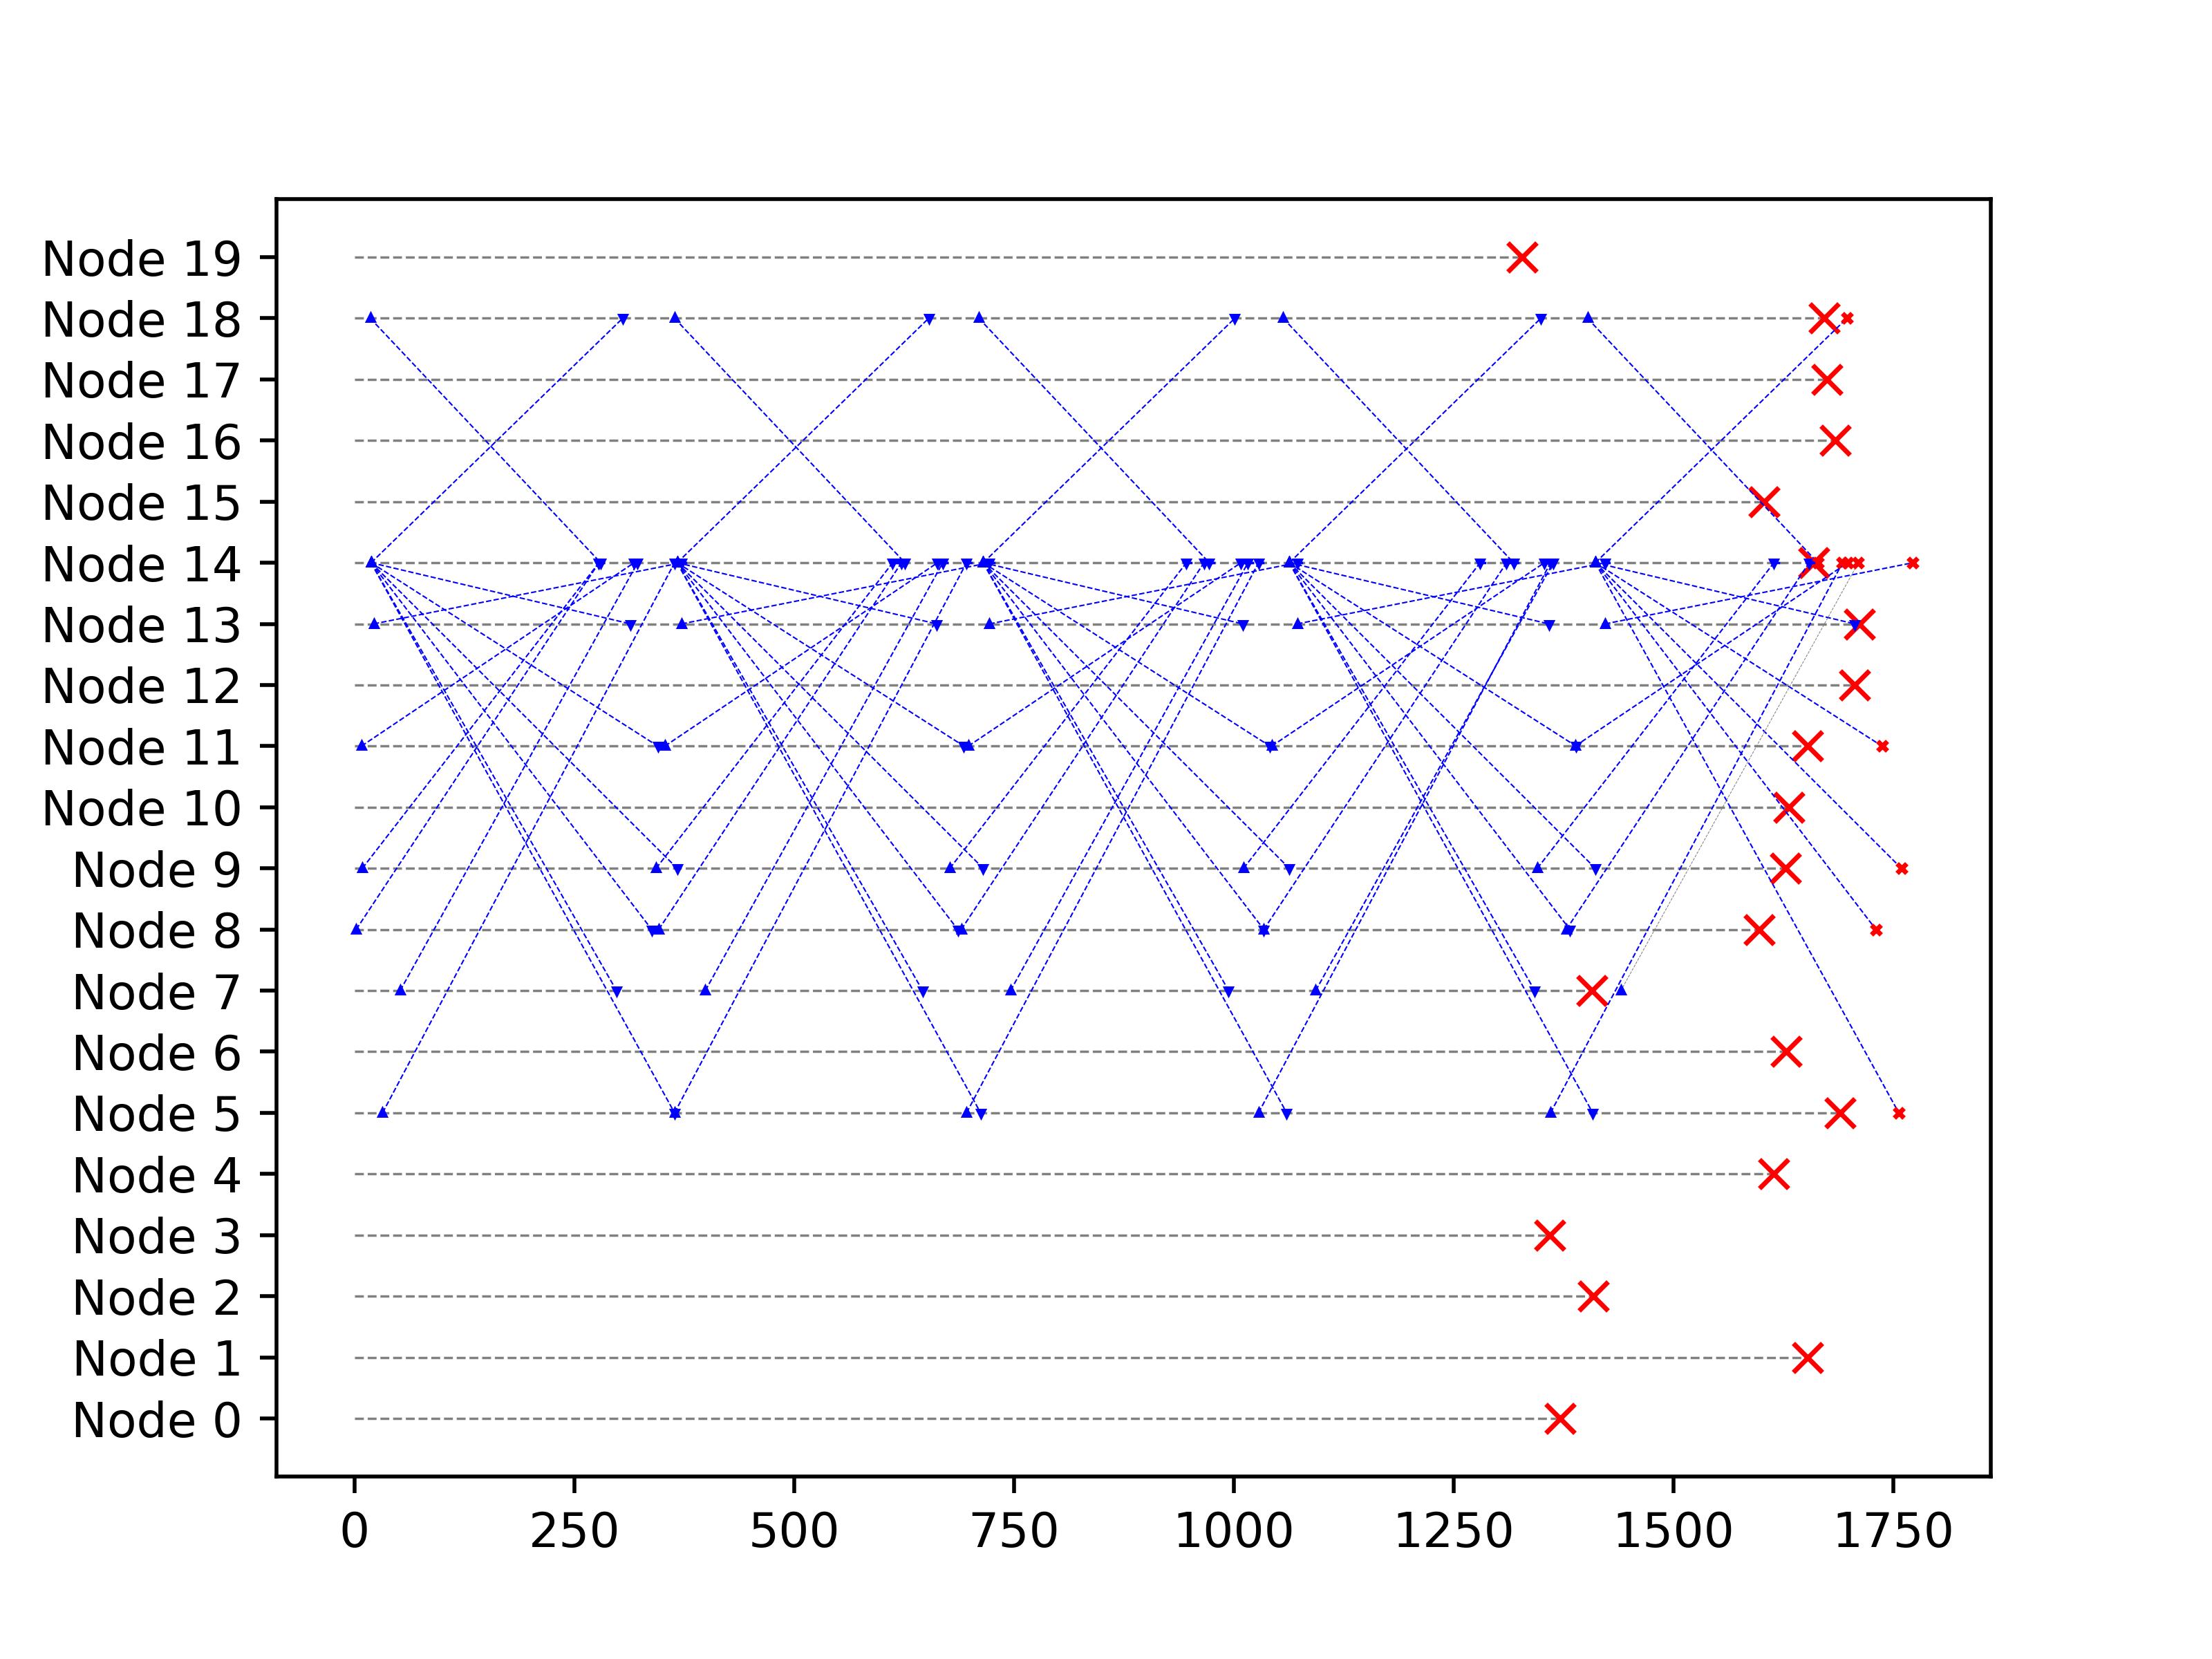 Node 19
Node 18
Node 17
Node 16
Node 15
Node 14
Node 13
Node 12
Node 11
Node 10
Node 9
Node 8
Node 7
Node 6
Node 5
Node 4
Node 3
Node 2
Node 1
Node 0
0 250 500 750 1000 1250 1500 1750